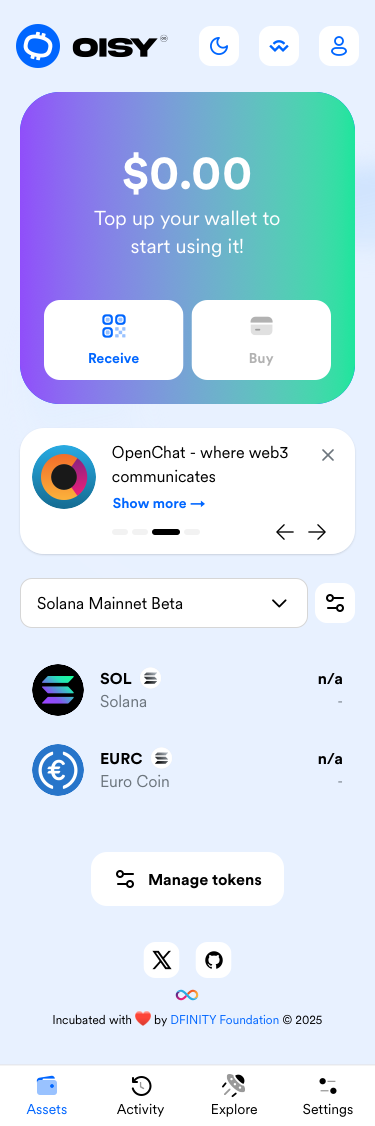 OISY
$0.00
Top up your wallet to
start using it!
Receive
Buy
OpenChat - where web3
communicates
Show more →
Solana Mainnet Beta
SOL
n/a
Solana
-
EURC
n/a
Euro Coin
-
Manage tokens
Incubated with ❤️ by DFINITY Foundation © 2025
Assets
Activity
Explore
Settings